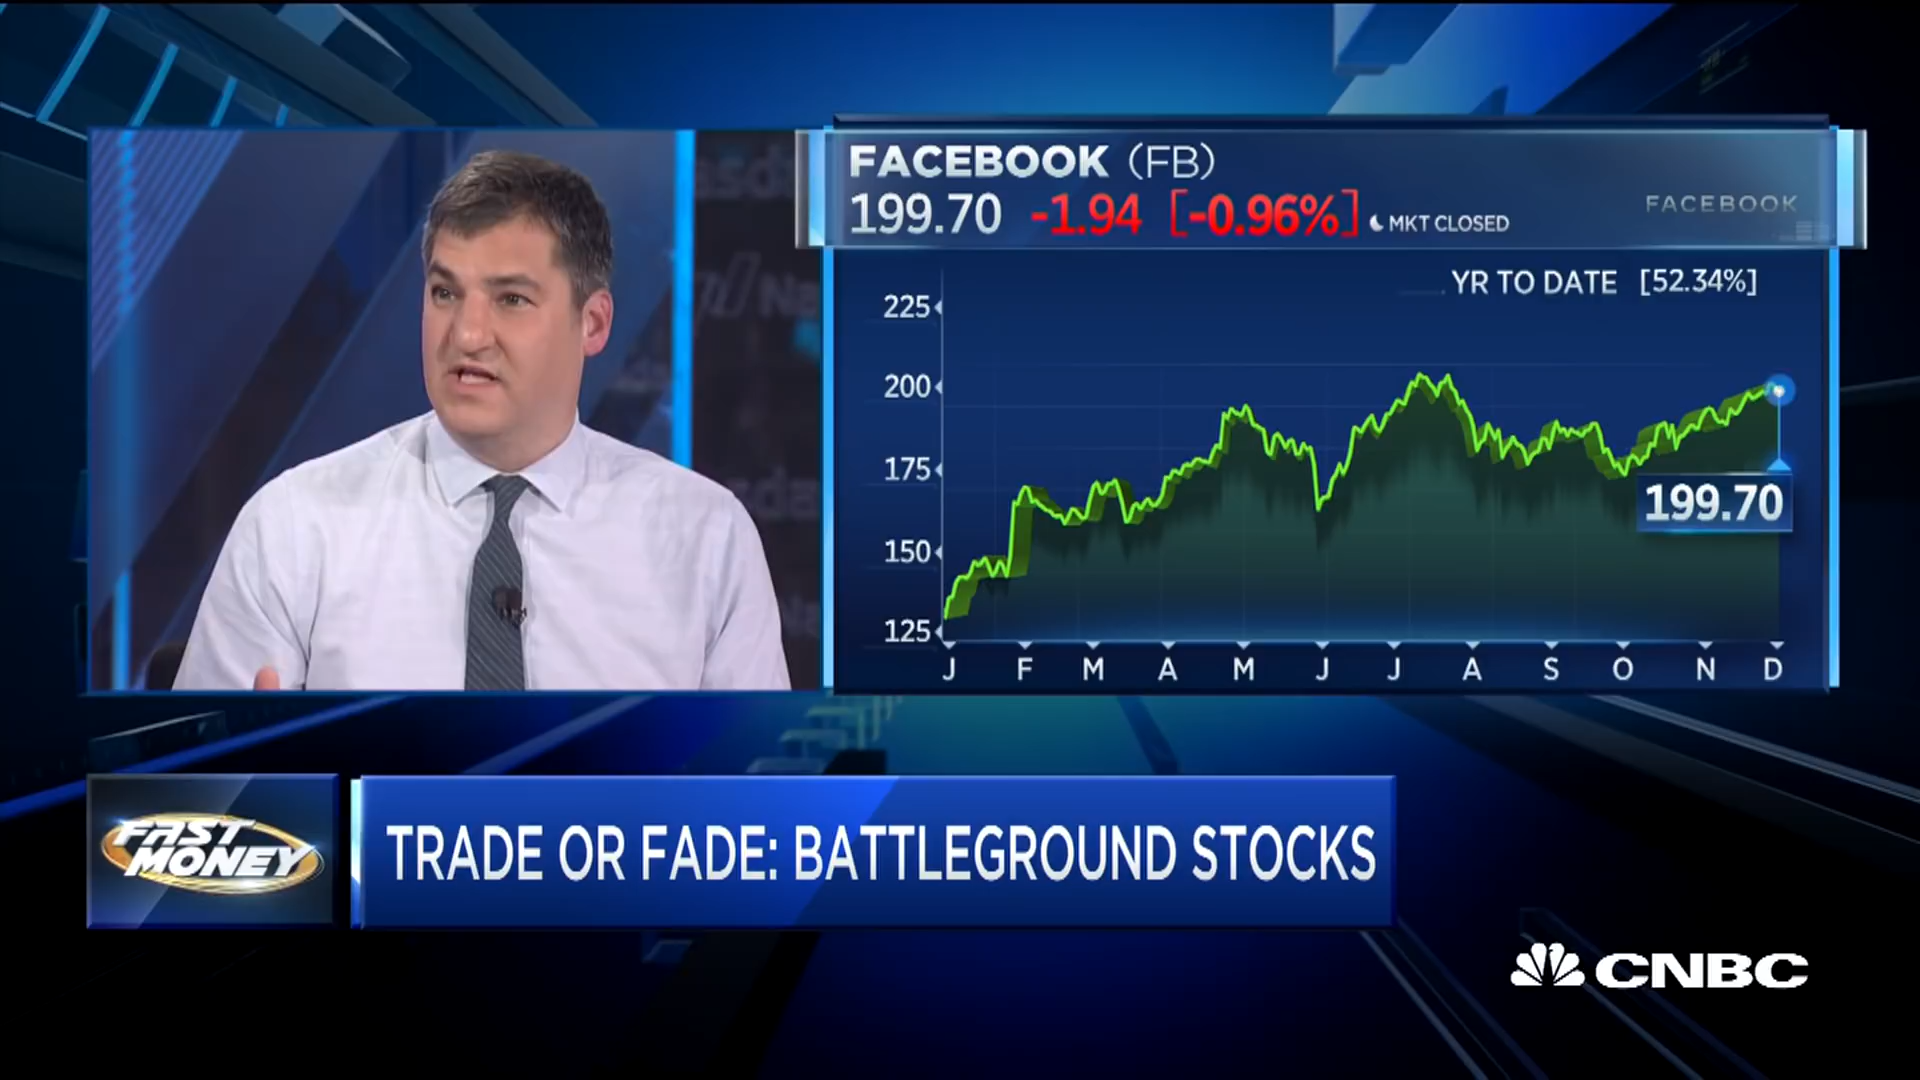 FACEBOOK (FB)
199.70 -1.94 [-0.96%] MKT CLOSED
FACEBOOK
YR TO DATE [52.34%]
225
200
175
150
125
199.70
J F M A M J J A S O N D
FAST
MONEY
TRADE OR FADE: BATTLEGROUND STOCKS
CNBC